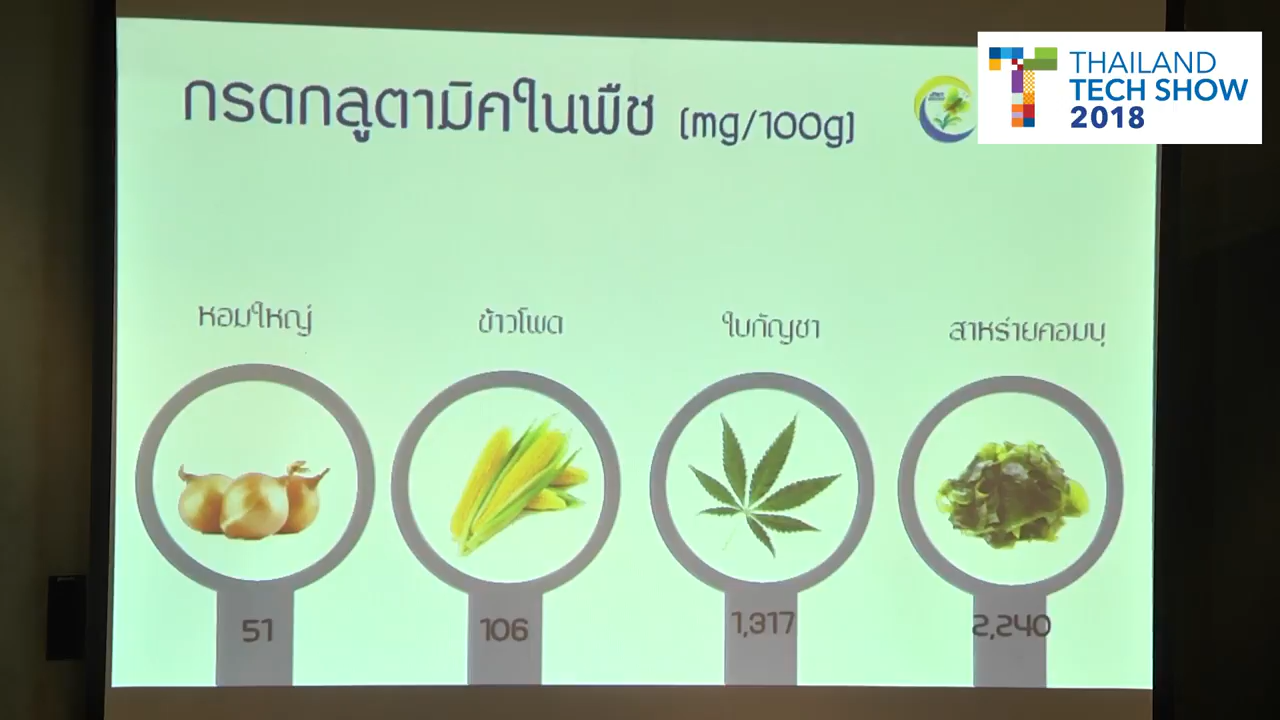 กรดกลูตามิคในพืช (mg/100g)
THAILAND
TECH SHOW
2018
หอมใหญ่
ข้าวโพด
ใบกัญชา
สาหร่ายคอมบุ
51
106
1,317
2,240